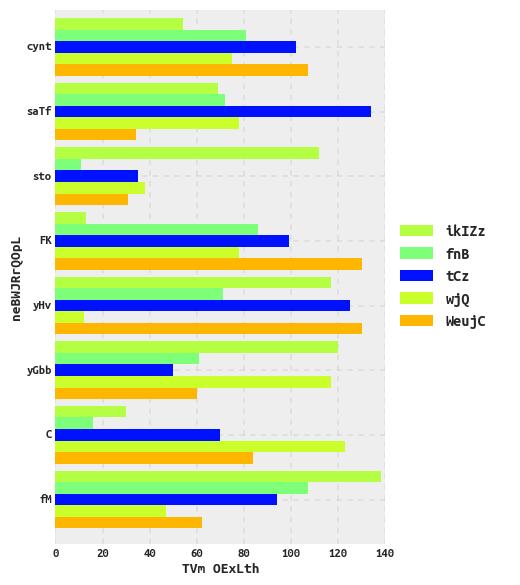 cynt
saTf
sto
FK
yHv
yGbb
C
fM
neBWJRrQOpL
0 20 40 60 80 100 120 140
TVm OExLth
ikIZz
fnB
tCz
wjQ
WeujC